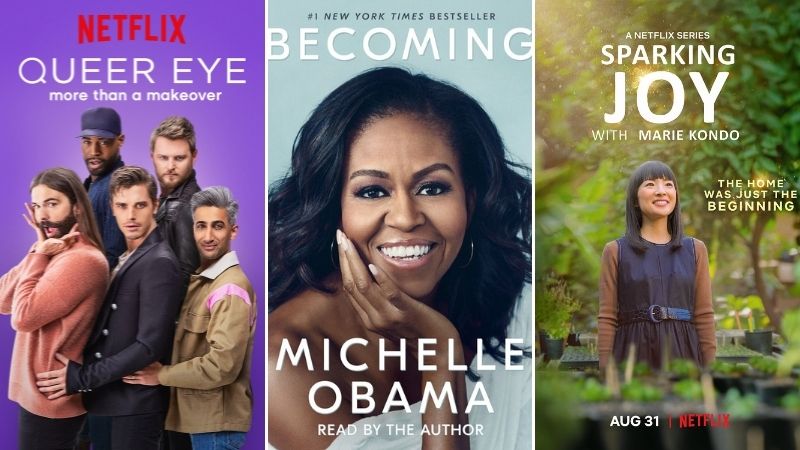 NETFLIX
QUEER EYE
more than a makeover
#1 NEW YORK TIMES BESTSELLER
BECOMING
MICHELLE
OBAMA
READ BY THE AUTHOR
A NETFLIX SERIES
SPARKING
JOY
WITH MARIE KONDO
THE HOME
WAS JUST THE
BEGINNING
AUG 31 | NETFLIX